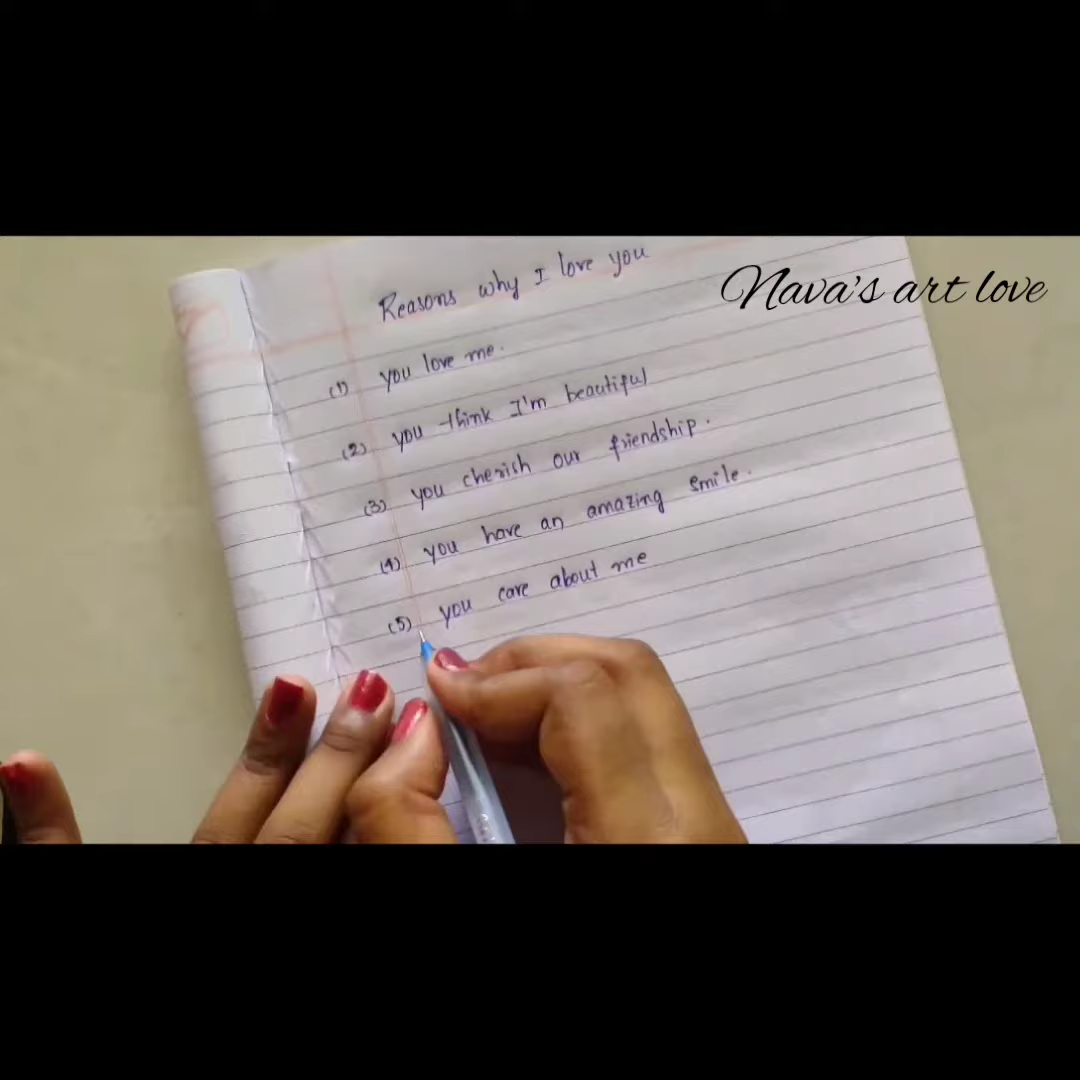 Reasons why I love you
Nava's art love
(1) you love me.
(2) you think I'm beautiful
(3) you cherish our friendship.
(4) you have an amazing smile.
(5) you care about me